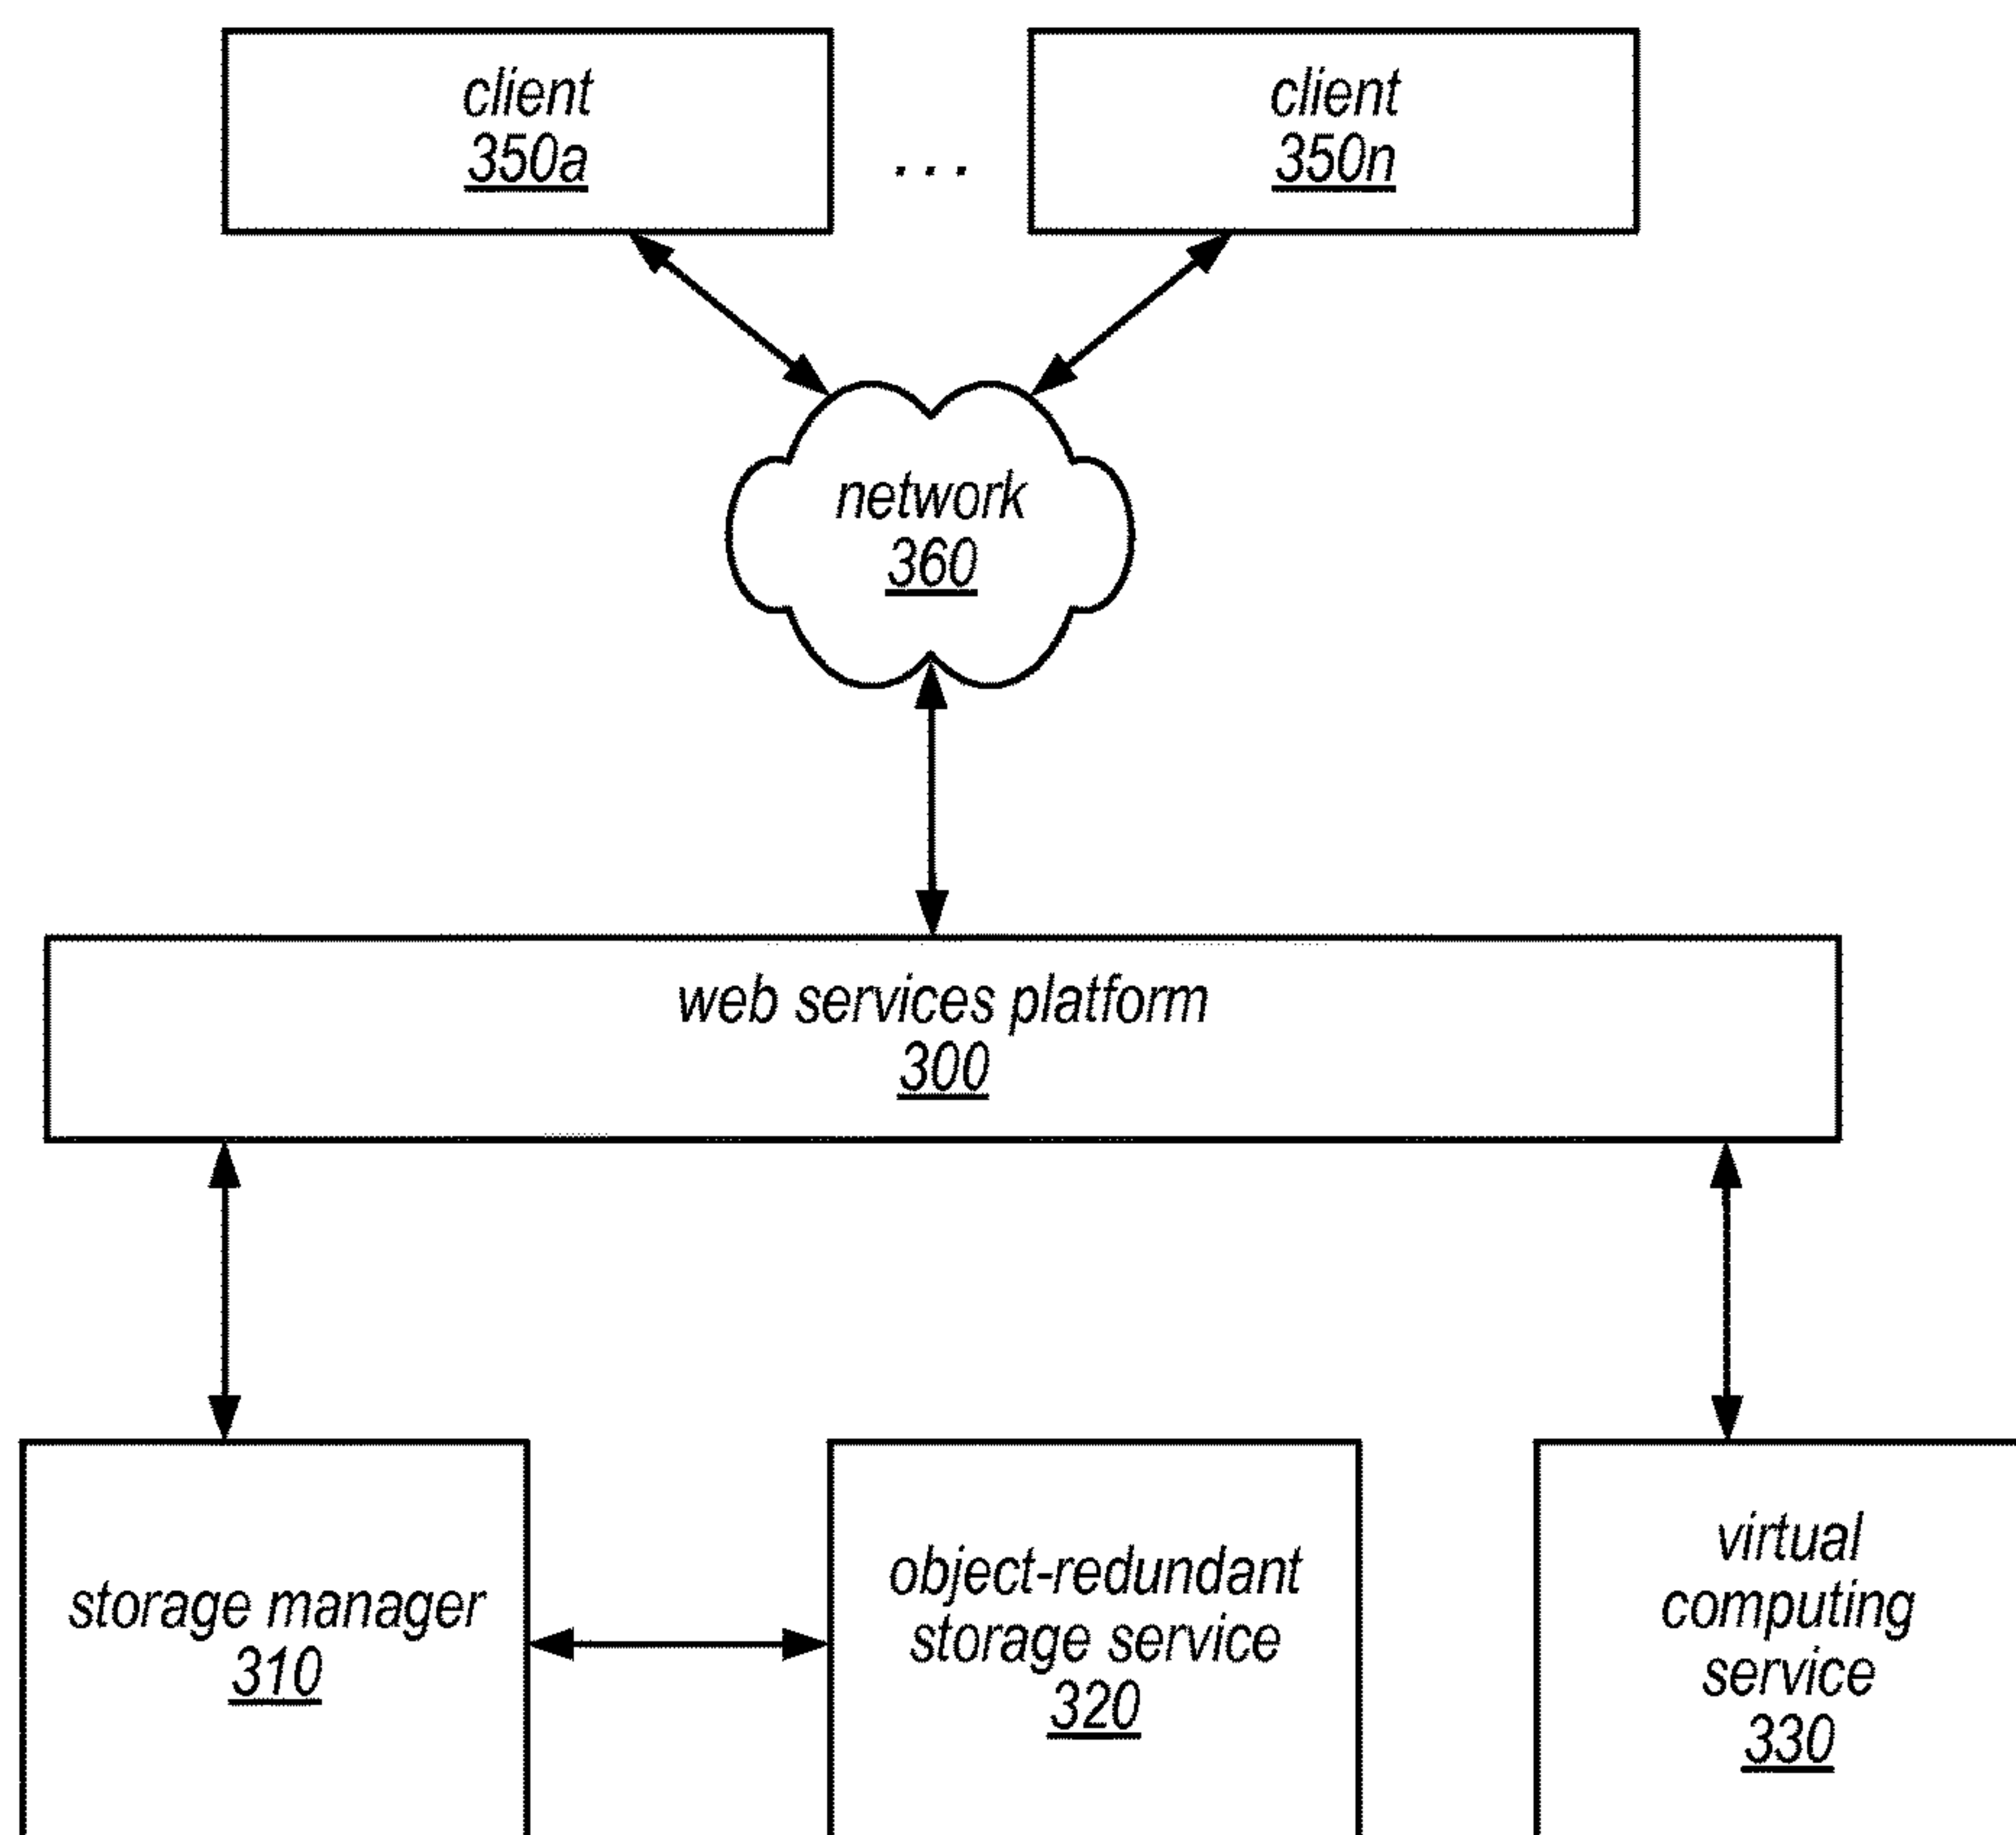 client
350a
. . .
client
350n
network
360
web services platform
300
storage manager
310
object-redundant
storage service
320
virtual
computing
service
330